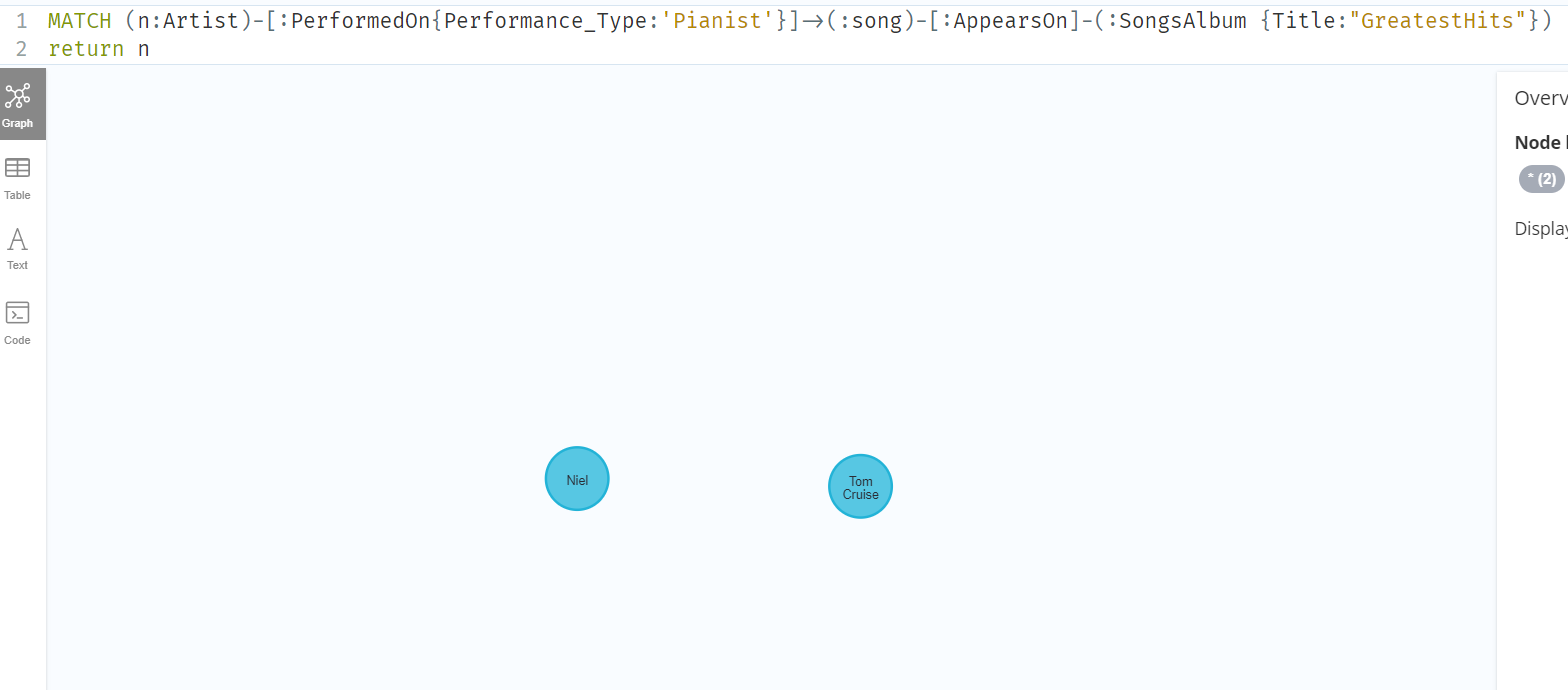 1 MATCH (n:Artist)-[:PerformedOn{Performance_Type:'Pianist'}]→(:song)-[:AppearsOn]-(:SongsAlbum {Title:"GreatestHits"})
2 return n
Graph
Table
Text
Code
Niel
Tom
Cruise
Overv
Node l
* (2)
Display